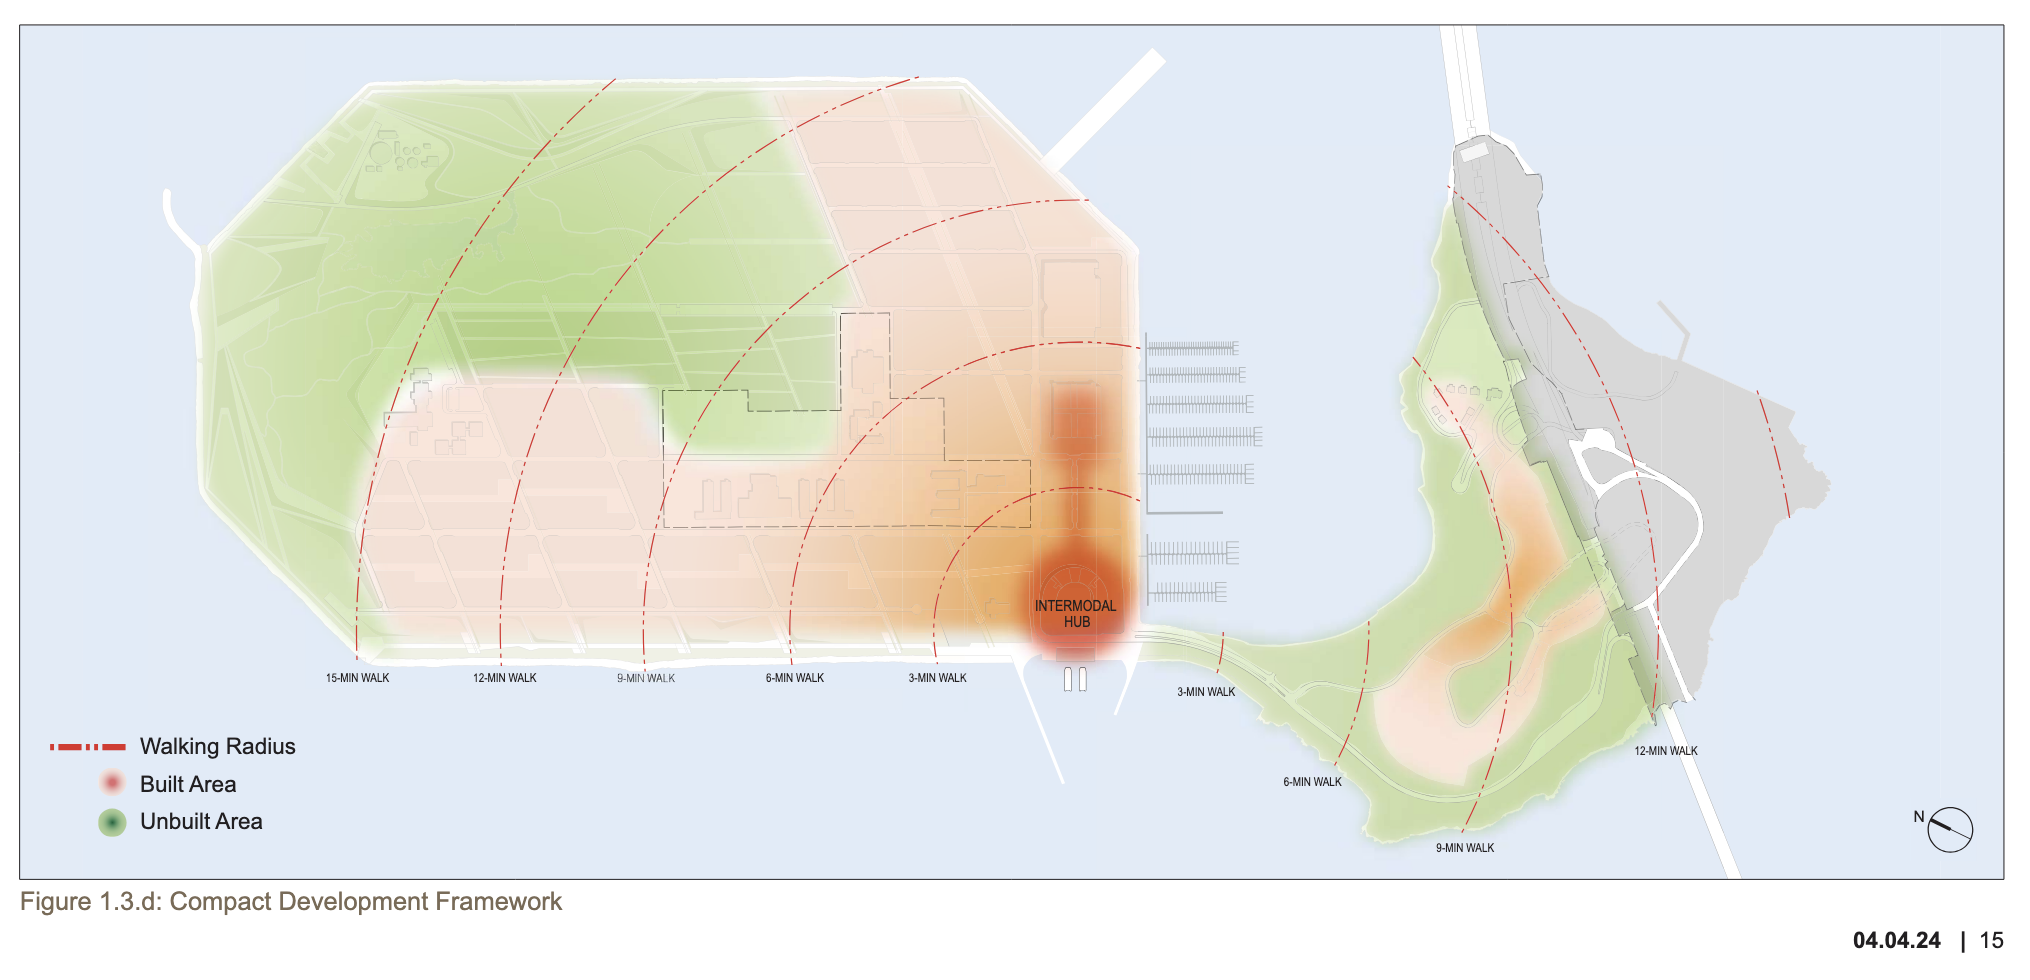 INTERMODAL
HUB
15-MIN WALK
12-MIN WALK
9-MIN WALK
6-MIN WALK
3-MIN WALK
3-MIN WALK
6-MIN WALK
9-MIN WALK
12-MIN WALK
Walking Radius
Built Area
Unbuilt Area
N
Figure 1.3.d: Compact Development Framework
04.04.24 | 15